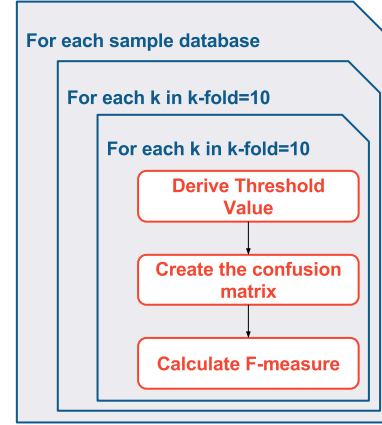 For each sample database
For each k in k-fold=10
For each k in k-fold=10
Derive Threshold
Value
Create the confusion
matrix
Calculate F-measure